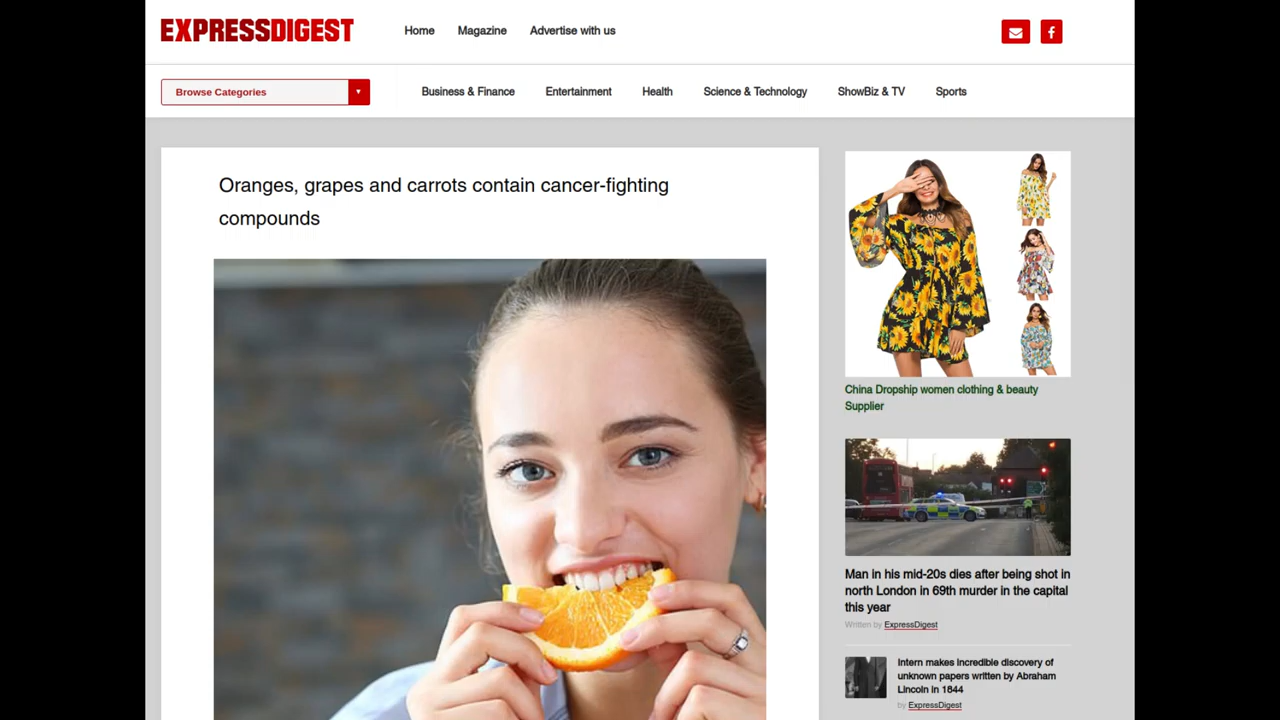 EXPRESSDIGEST
Home Magazine Advertise with us
Browse Categories
Business & Finance Entertainment Health Science & Technology ShowBiz & TV Sports
Oranges, grapes and carrots contain cancer-fighting
compounds
China Dropship women clothing & beauty
Supplier
Man in his mid-20s dies after being shot in
north London in 69th murder in the capital
this year
Written by ExpressDigest
Intern makes incredible discovery of
unknown papers written by Abraham
Lincoln in 1844
by ExpressDigest